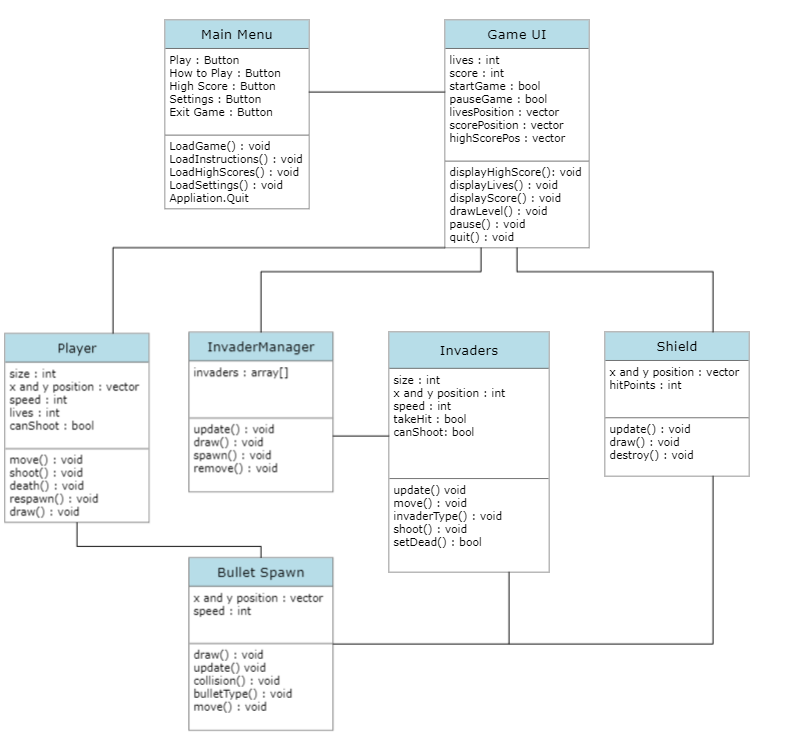 Main Menu
Play : Button
How to Play : Button
High Score : Button
Settings : Button
Exit Game : Button
LoadGame() : void
LoadInstructions() : void
LoadHighScores() : void
LoadSettings() : void
Appliation.Quit
Game UI
lives : int
score : int
startGame : bool
pauseGame : bool
livesPosition : vector
scorePosition : vector
highScorePos : vector
displayHighScore(): void
displayLives() : void
displayScore() : void
drawLevel() : void
pause() : void
quit() : void
Player
size : int
x and y position : vector
speed : int
lives : int
canShoot : bool
move() : void
shoot() : void
death() : void
respawn() : void
draw() : void
InvaderManager
invaders : array[]
update() : void
draw() : void
spawn() : void
remove() : void
Invaders
size : int
x and y position : int
speed : int
takeHit : bool
canShoot: bool
update() void
move() : void
invaderType() : void
shoot() : void
setDead() : bool
Shield
x and y position : vector
hitPoints : int
update() : void
draw() : void
destroy() : void
Bullet Spawn
x and y position : vector
speed : int
draw() : void
update() void
collision() : void
bulletType() : void
move() : void